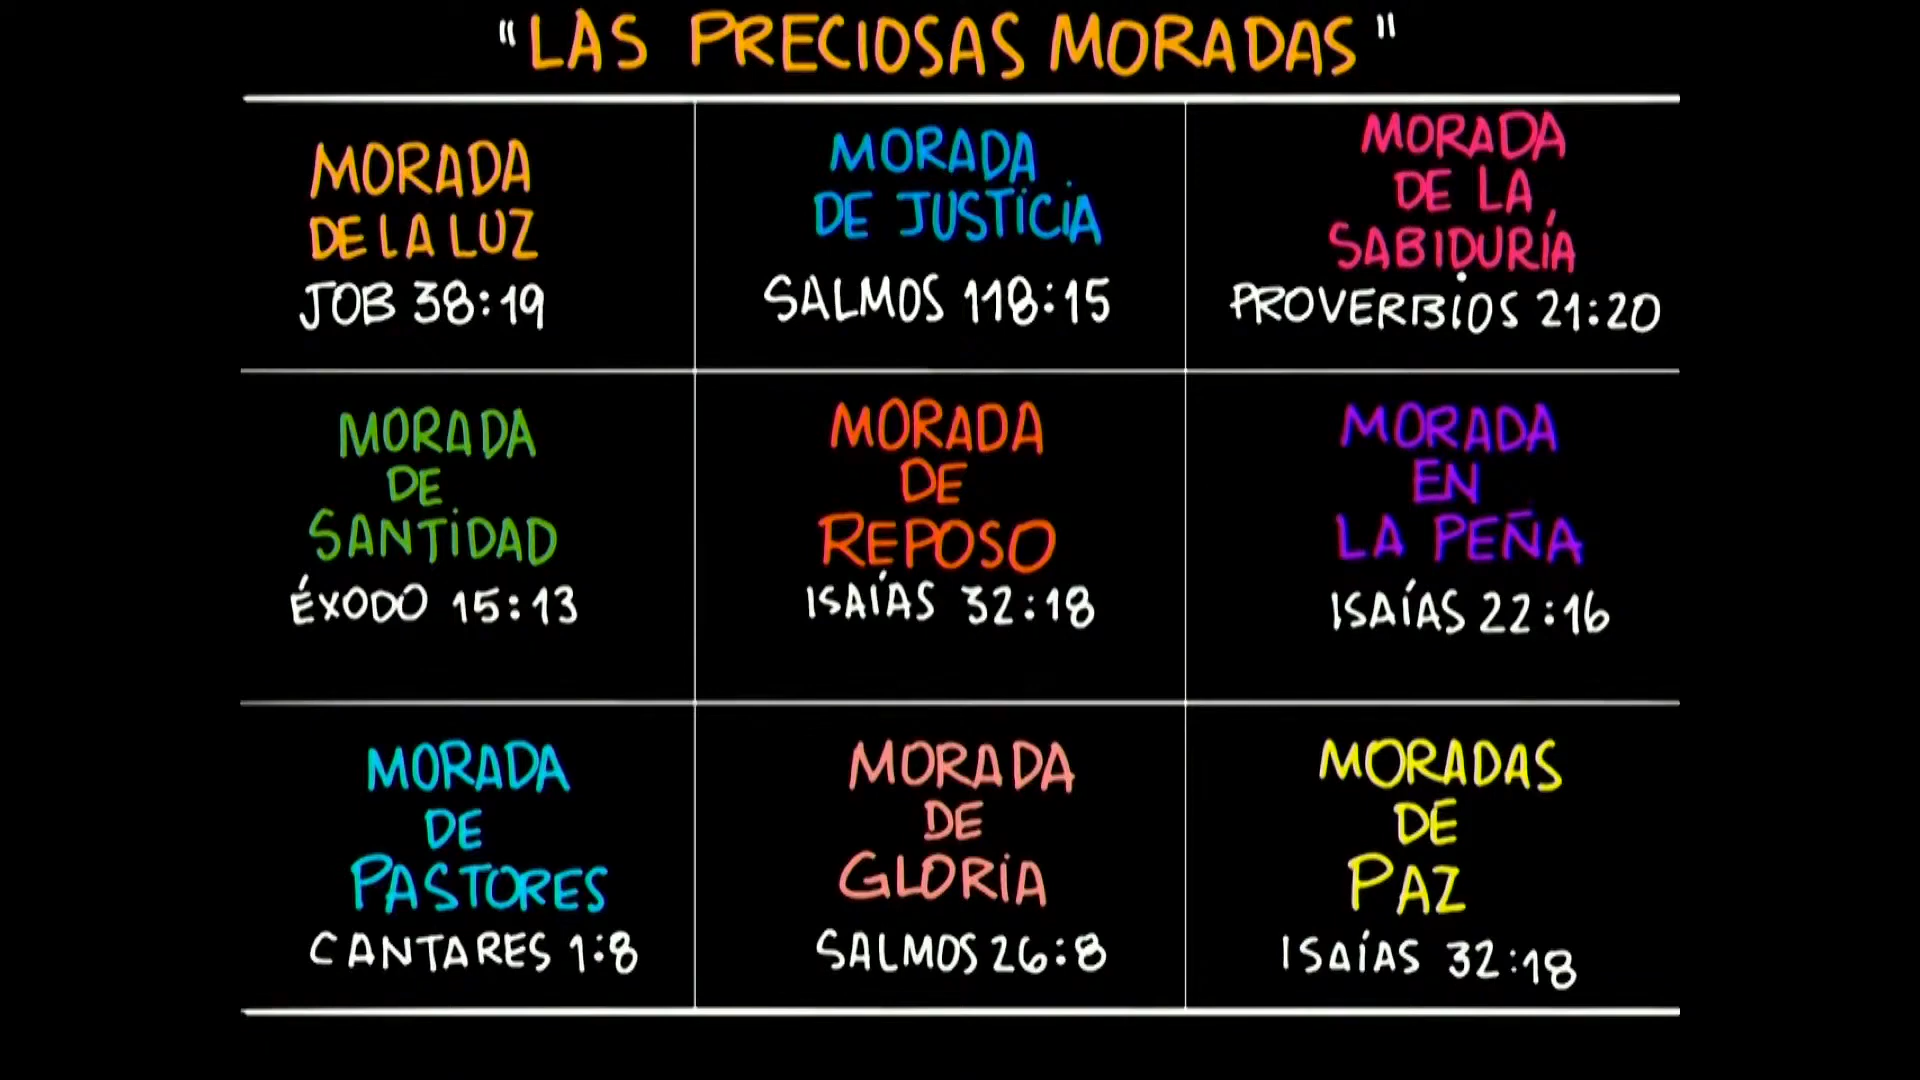 "LAS PRECIOSAS MORADAS"
MORADA
DE LA LUZ
JOB 38:19
MORADA
DE JUSTICIA
SALMOS 118:15
MORADA
DE LA
SABIDURÍA
PROVERBIOS 21:20
MORADA
DE
SANTIDAD
ÉXODO 15:13
MORADA
DE
REPOSO
ISAÍAS 32:18
MORADA
EN
LA PEÑA
ISAÍAS 22:16
MORADA
DE
PASTORES
CANTARES 1:8
MORADA
DE
GLORIA
SALMOS 26:8
MORADAS
DE
PAZ
ISAÍAS 32:18